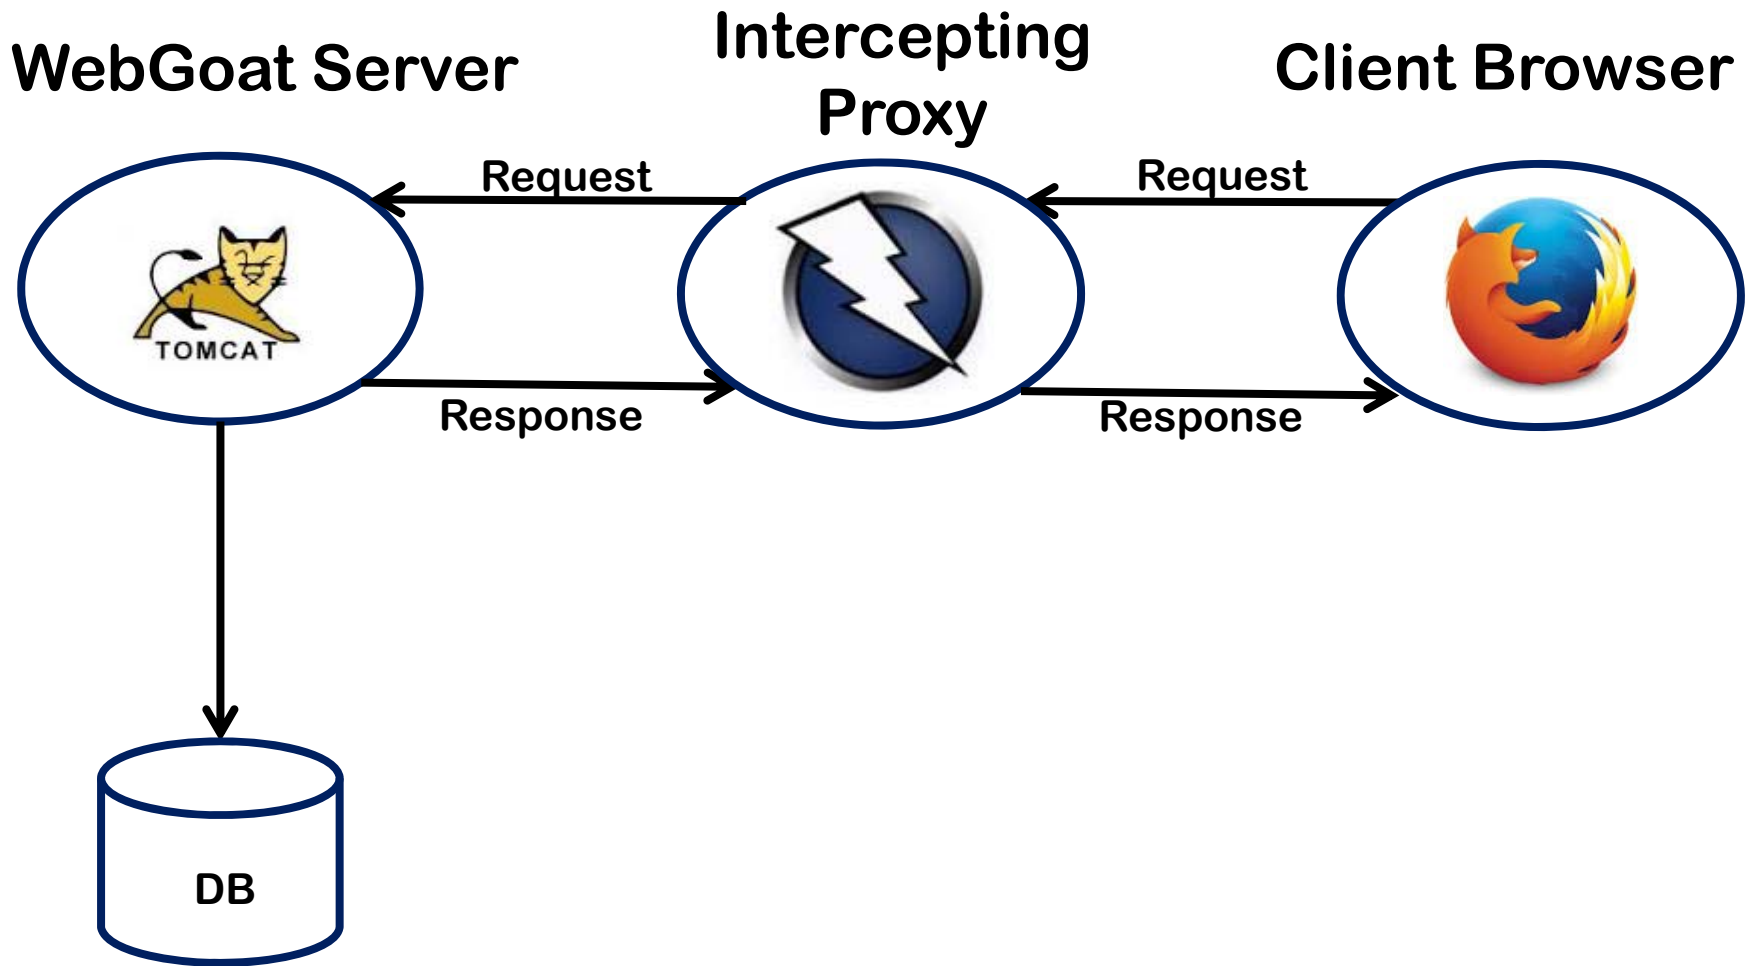 WebGoat Server
Intercepting
Proxy
Client Browser
Request
Request
TOMCAT
Response
Response
DB